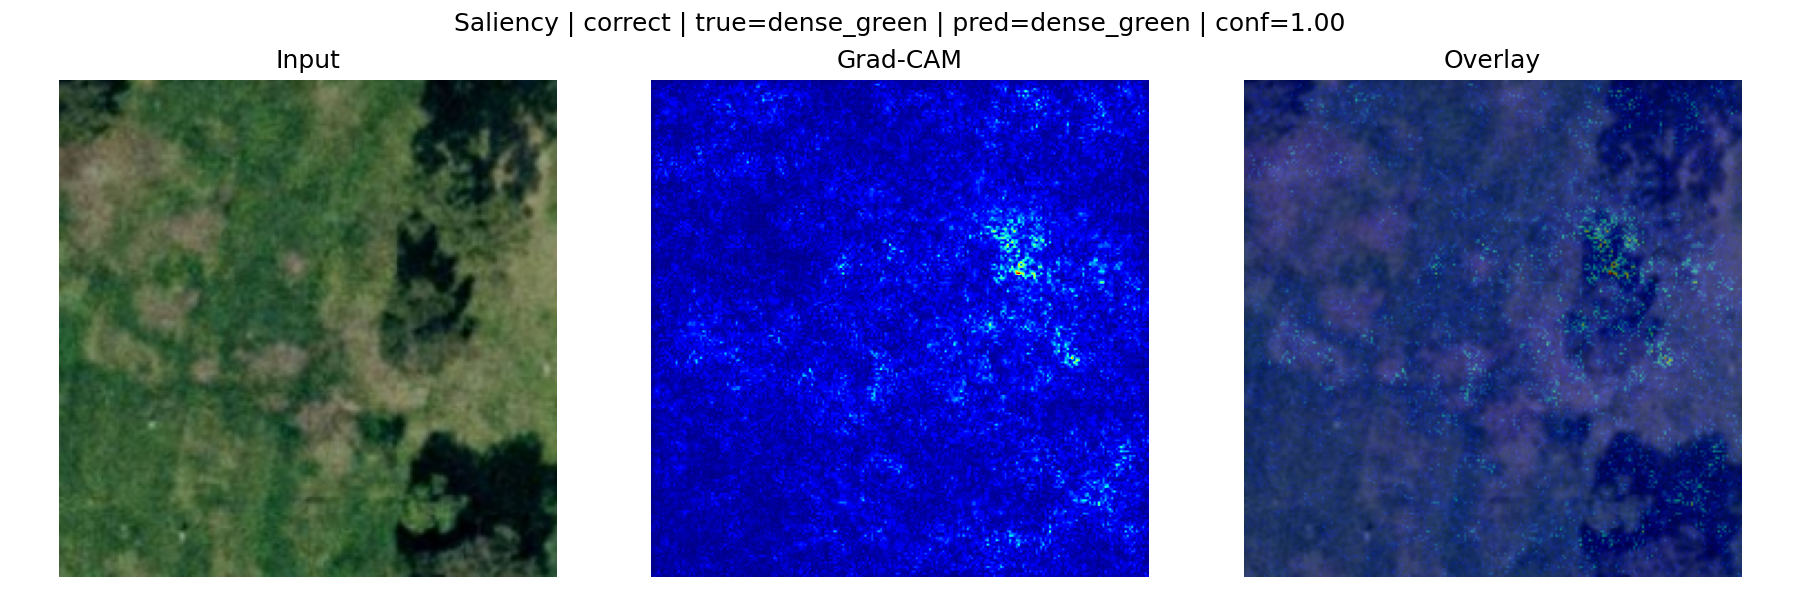 Saliency | correct | true=dense_green | pred=dense_green | conf=1.00
Input
Grad-CAM
Overlay